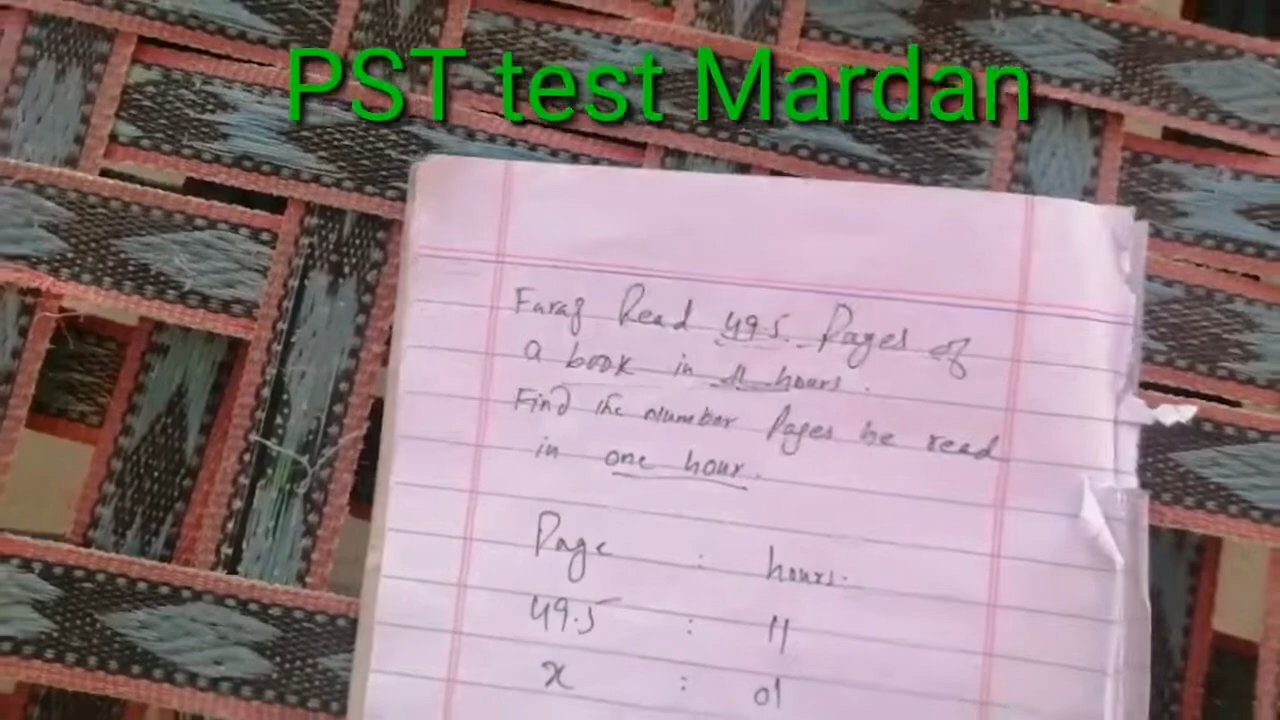 PST test Mardan
Faraz Read 49.5 Pages of
a book in 11 hours.
Find the number Pages he read
in one hour.
Page : hours.
49.5 : 11
x : 01